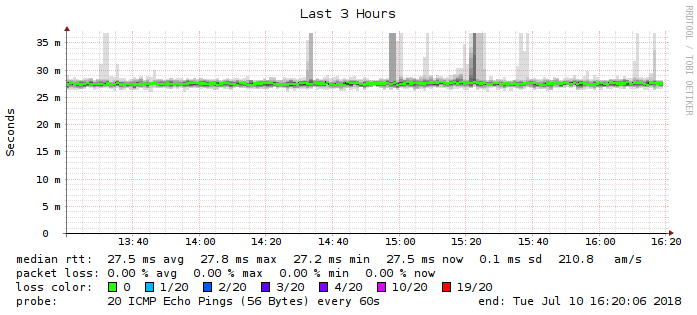 Last 3 Hours
RRDTOOL / TOBI OETIKER
Seconds
35 m
30 m
25 m
20 m
15 m
10 m
5 m
0
13:40 14:00 14:20 14:40 15:00 15:20 15:40 16:00 16:20
median rtt: 27.5 ms avg 27.8 ms max 27.2 ms min 27.5 ms now 0.1 ms sd 210.8 am/s
packet loss: 0.00 % avg 0.00 % max 0.00 % min 0.00 % now
loss color: 0 1/20 2/20 3/20 4/20 10/20 19/20
probe: 20 ICMP Echo Pings (56 Bytes) every 60s end: Tue Jul 10 16:20:06 2018